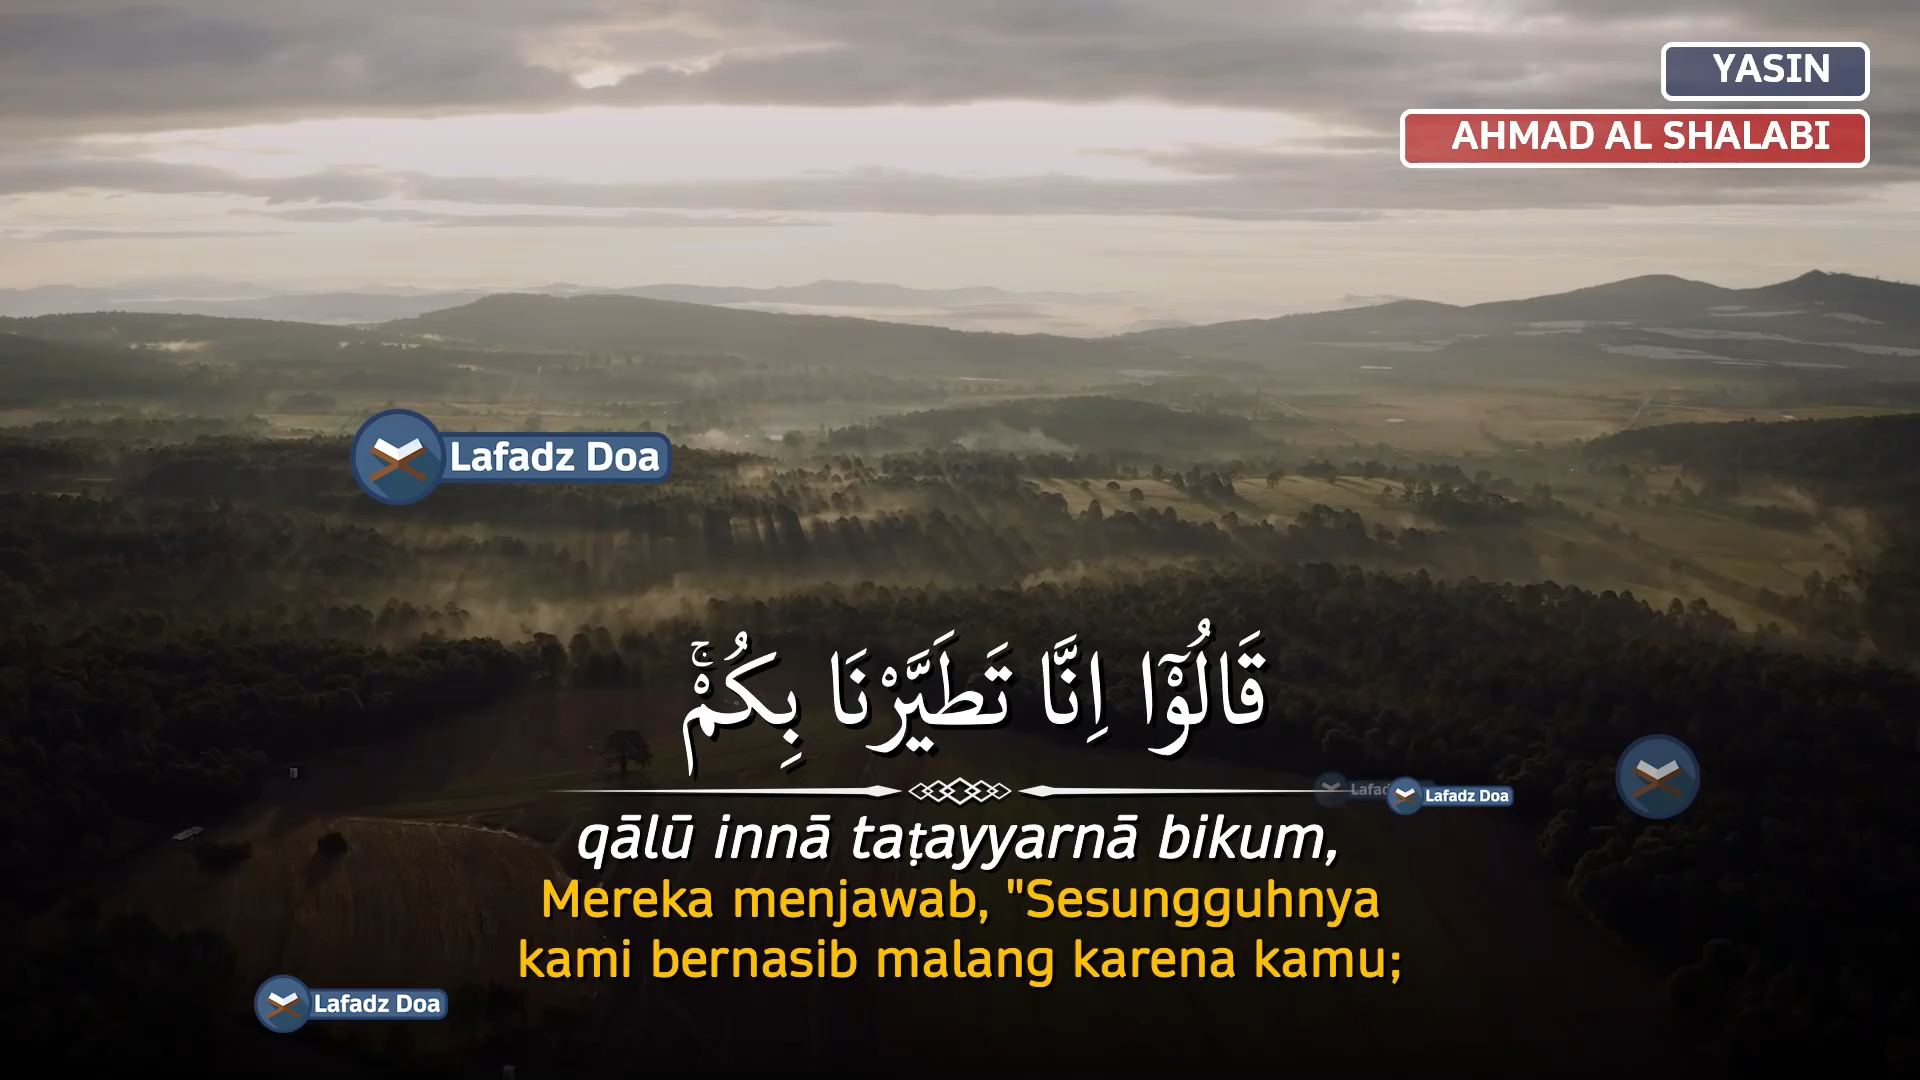 YASIN
AHMAD AL SHALABI
Lafadz Doa
قَالُوْٓا اِنَّا تَطَيَّرْنَا بِكُمْۚ
Lafadz Doa
qālū innā taṭayyarnā bikum,
Mereka menjawab, "Sesungguhnya
kami bernasib malang karena kamu;
Lafadz Doa